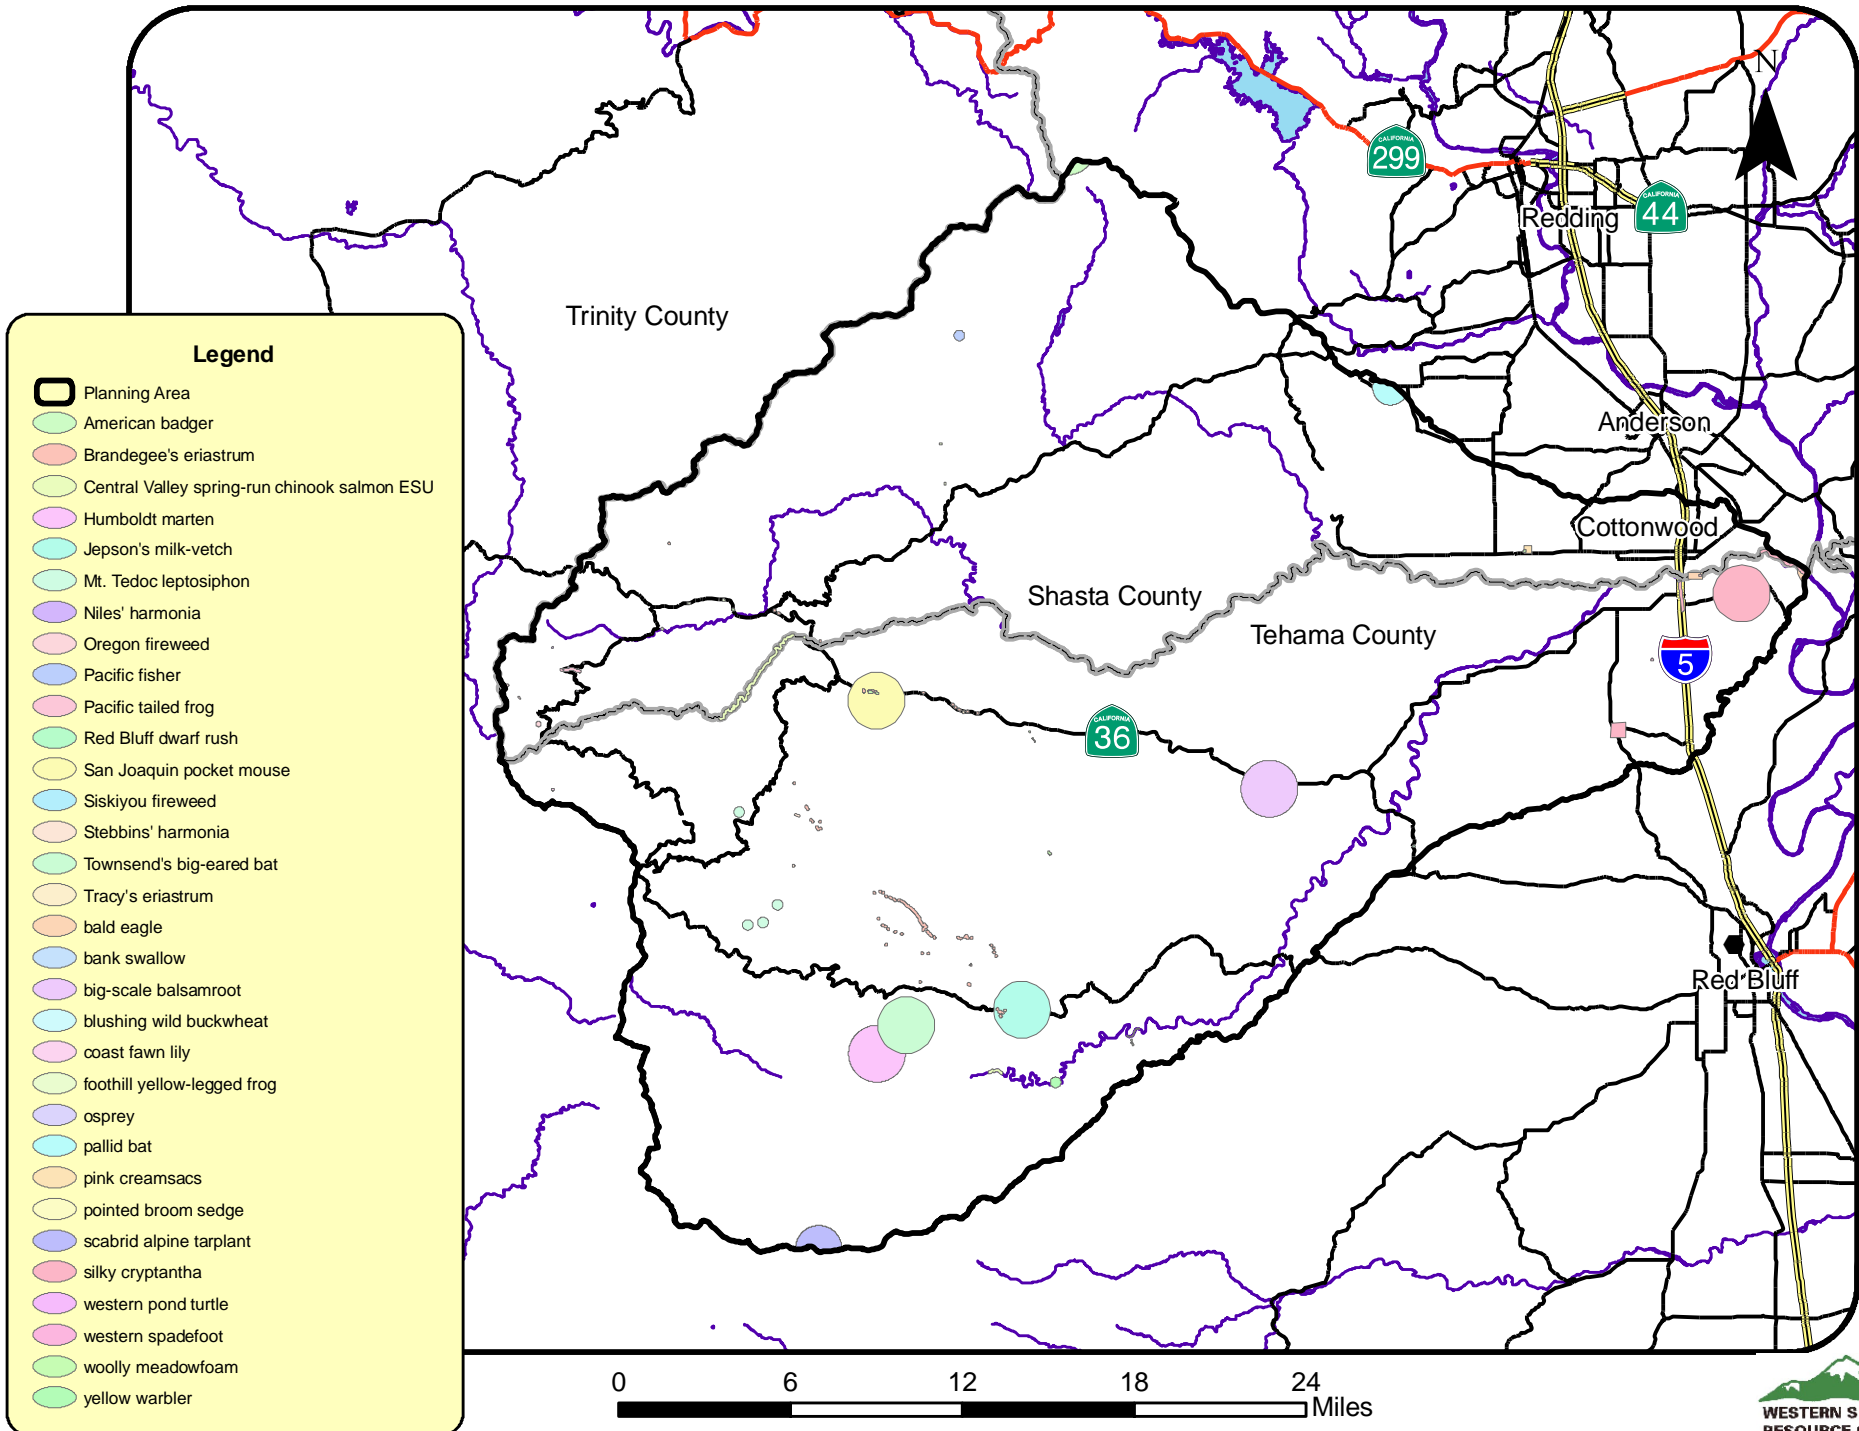 N
CALIFORNIA
299
CALIFORNIA
44
Redding
Trinity County
Anderson
Cottonwood
Shasta County
Tehama County
5
CALIFORNIA
36
Red Bluff
Legend
Planning Area
American badger
Brandegee's eriastrum
Central Valley spring-run chinook salmon ESU
Humboldt marten
Jepson's milk-vetch
Mt. Tedoc leptosiphon
Niles' harmonia
Oregon fireweed
Pacific fisher
Pacific tailed frog
Red Bluff dwarf rush
San Joaquin pocket mouse
Siskiyou fireweed
Stebbins' harmonia
Townsend's big-eared bat
Tracy's eriastrum
bald eagle
bank swallow
big-scale balsamroot
blushing wild buckwheat
coast fawn lily
foothill yellow-legged frog
osprey
pallid bat
pink creamsacs
pointed broom sedge
scabrid alpine tarplant
silky cryptantha
western pond turtle
western spadefoot
woolly meadowfoam
yellow warbler
0 6 12 18 24
Miles
WESTERN S
RESOURCE